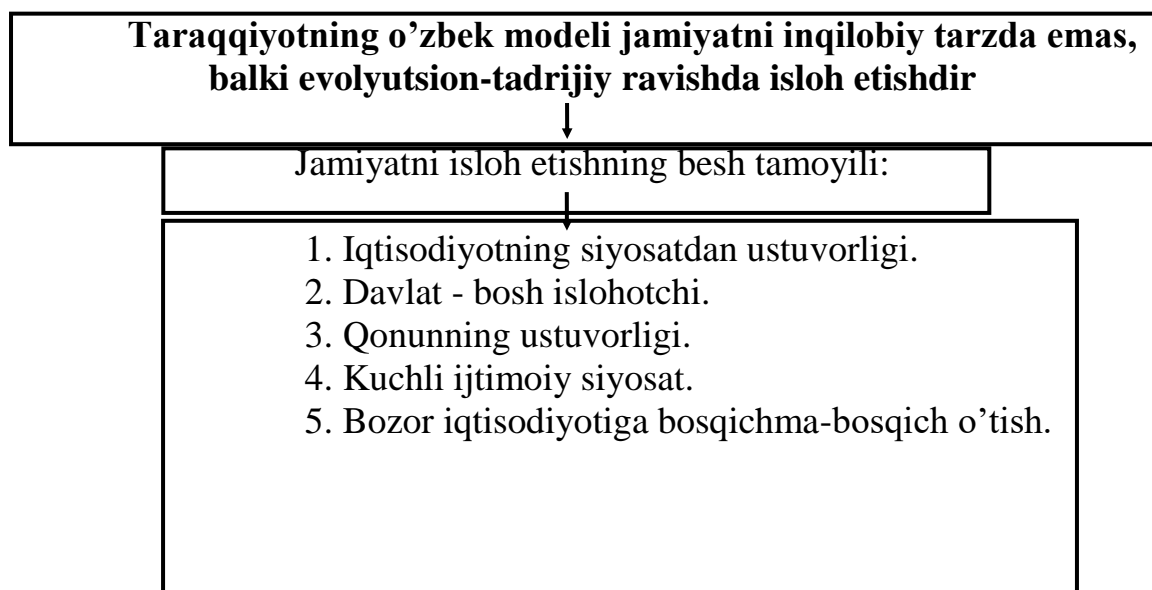 Taraqqiyotning o’zbek modeli jamiyatni inqilobiy tarzda emas,
balki evolyutsion-tadrijiy ravishda isloh etishdir
Jamiyatni isloh etishning besh tamoyili:
1. Iqtisodiyotning siyosatdan ustuvorligi.
2. Davlat - bosh islohotchi.
3. Qonunning ustuvorligi.
4. Kuchli ijtimoiy siyosat.
5. Bozor iqtisodiyotiga bosqichma-bosqich o’tish.